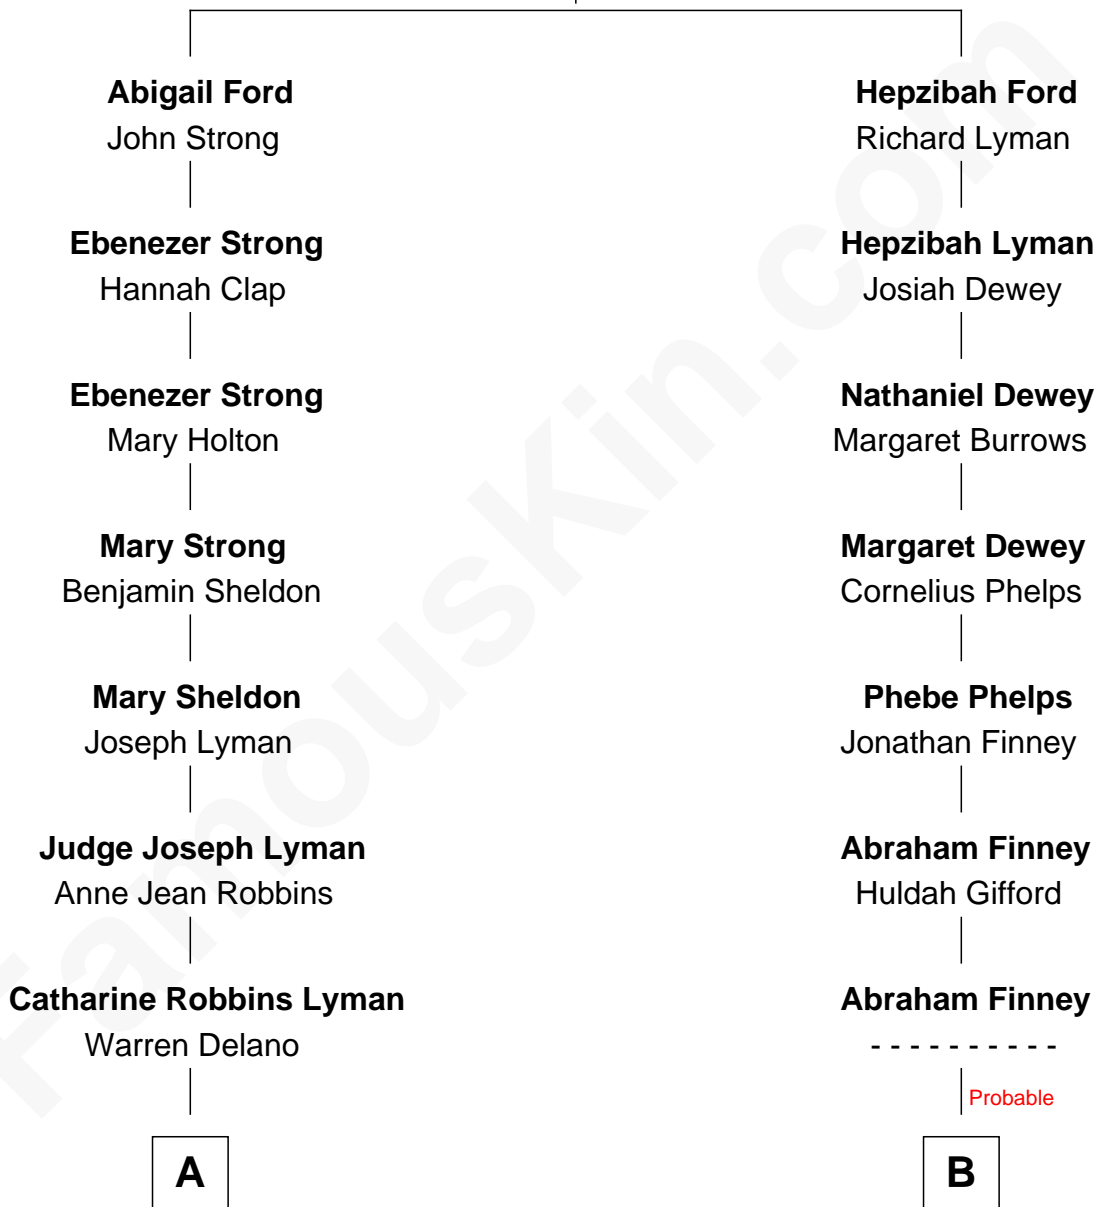 Abigail Ford
John Strong
Ebenezer Strong
Hannah Clap
Ebenezer Strong
Mary Holton
Mary Strong
Benjamin Sheldon
Mary Sheldon
Joseph Lyman
Judge Joseph Lyman
Anne Jean Robbins
Catharine Robbins Lyman
Warren Delano
A
Hepzibah Ford
Richard Lyman
Hepzibah Lyman
Josiah Dewey
Nathaniel Dewey
Margaret Burrows
Margaret Dewey
Cornelius Phelps
Phebe Phelps
Jonathan Finney
Abraham Finney
Huldah Gifford
Abraham Finney
- - - - - - - - - -
Probable
B
FamousKin.com